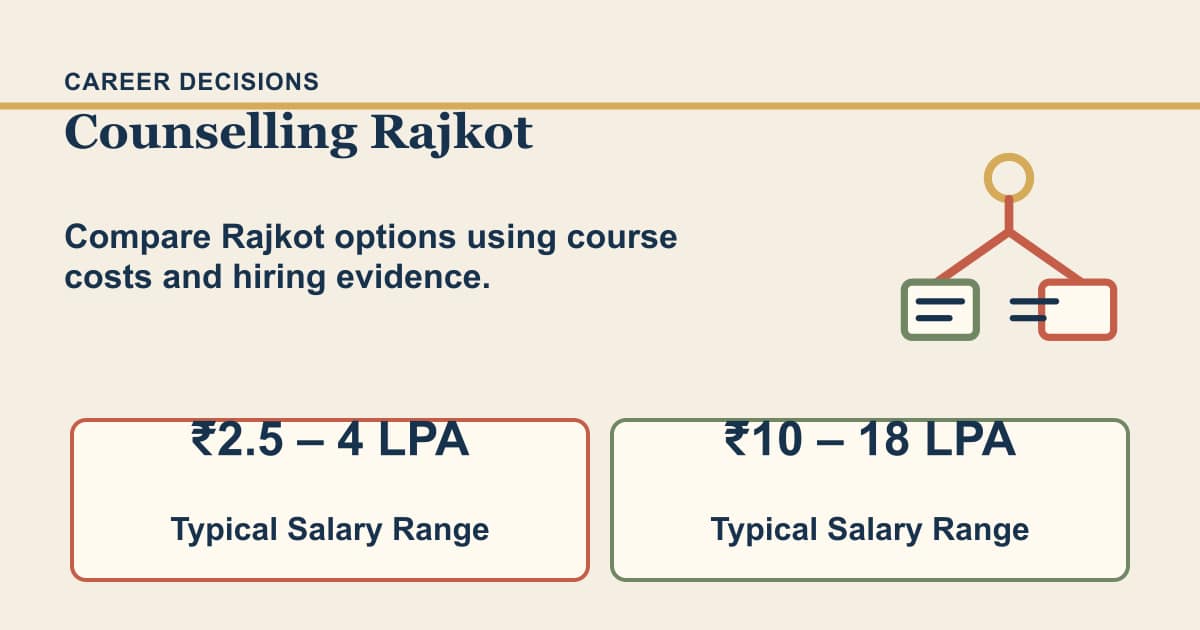 CAREER DECISIONS
Counselling Rajkot
Compare Rajkot options using course
costs and hiring evidence.
₹2.5 – 4 LPA
Typical Salary Range
₹10 – 18 LPA
Typical Salary Range